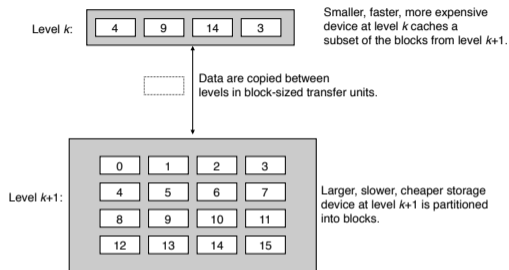 Level k:
4 9 14 3
Smaller, faster, more expensive
device at level k caches a
subset of the blocks from level k+1.
Data are copied between
levels in block-sized transfer units.
Level k+1:
0 1 2 3
4 5 6 7
8 9 10 11
12 13 14 15
Larger, slower, cheaper storage
device at level k+1 is partitioned
into blocks.